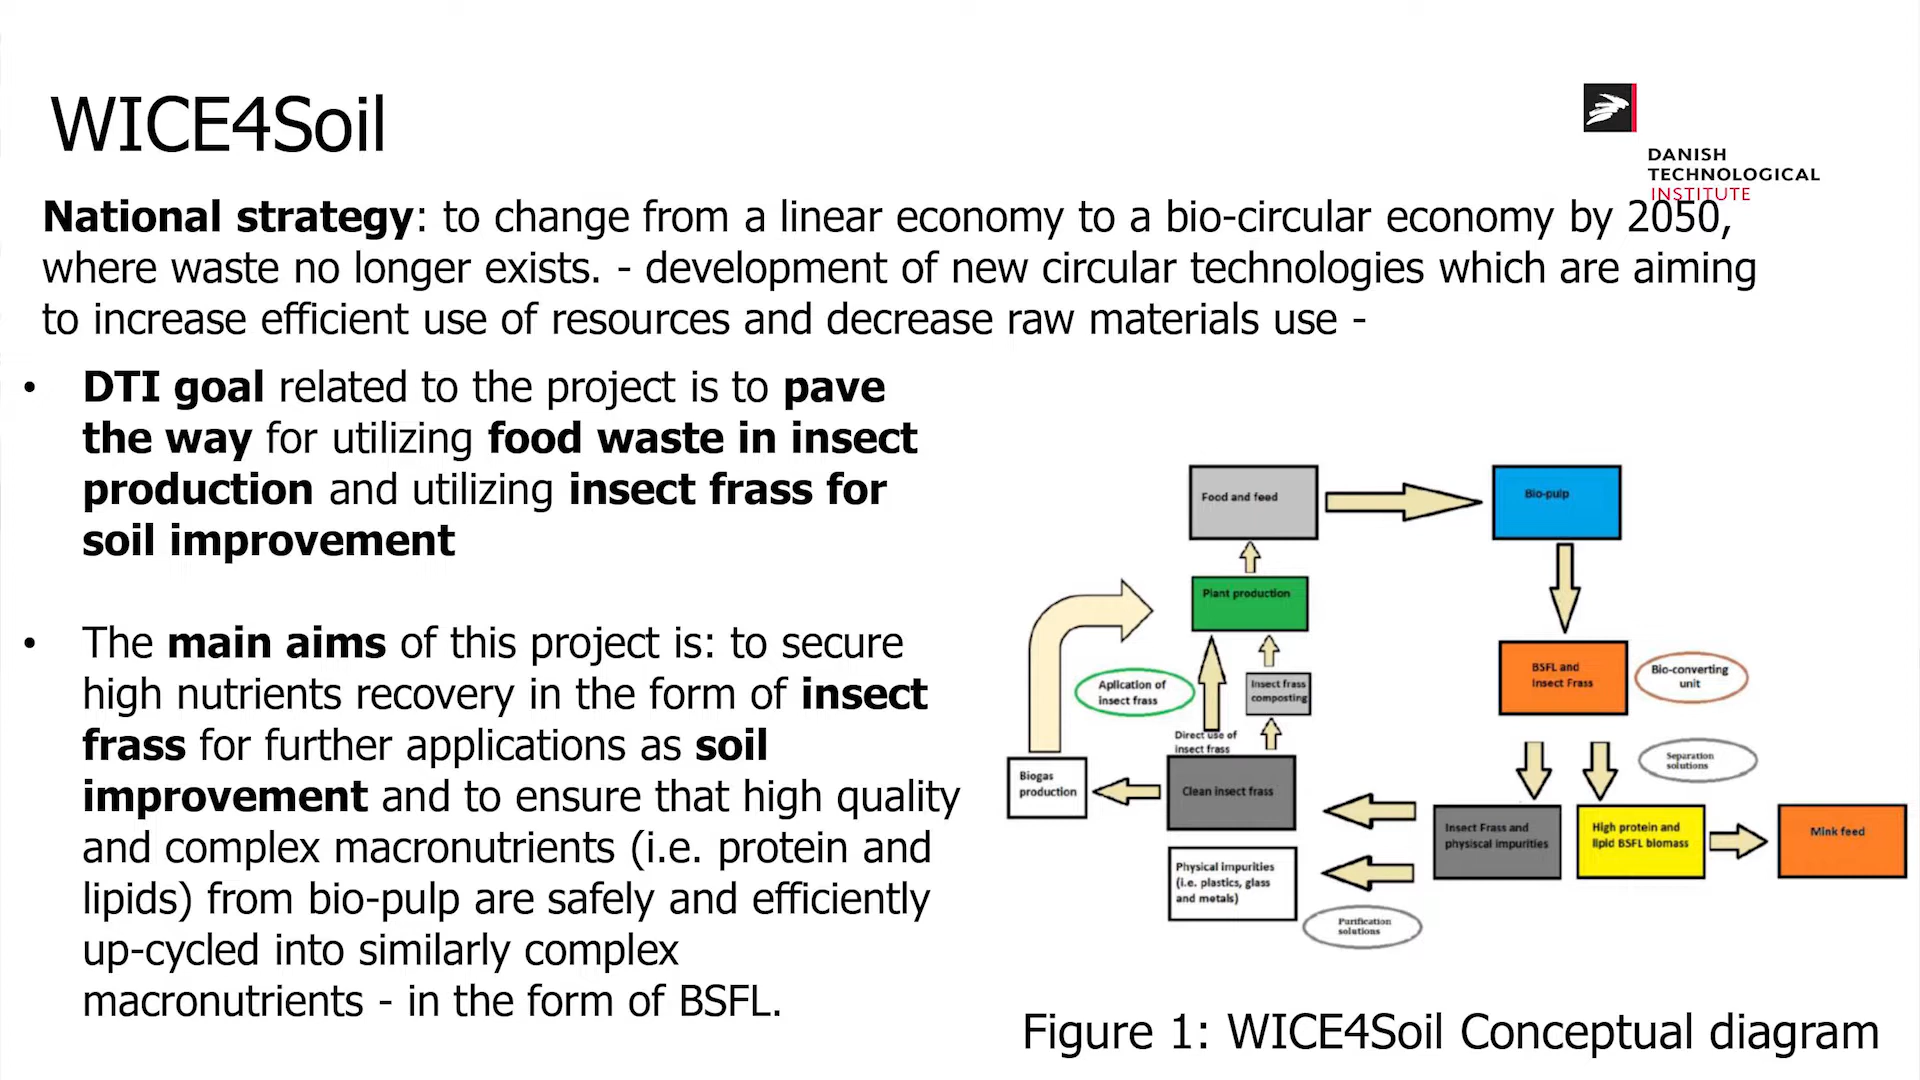 WICE4Soil
DANISH
TECHNOLOGICAL
INSTITUTE
National strategy: to change from a linear economy to a bio-circular economy by 2050,
where waste no longer exists. - development of new circular technologies which are aiming
to increase efficient use of resources and decrease raw materials use -
• DTI goal related to the project is to pave
the way for utilizing food waste in insect
production and utilizing insect frass for
soil improvement
• The main aims of this project is: to secure
high nutrients recovery in the form of insect
frass for further applications as soil
improvement and to ensure that high quality
and complex macronutrients (i.e. protein and
lipids) from bio-pulp are safely and efficiently
up-cycled into similarly complex
macronutrients - in the form of BSFL.
Food and feed
Bio-pulp
Plant production
BSFL and
Insect Frass
Bio-converting
unit
Aplication of
insect frass
Insect frass
composting
Direct use of
insect frass
Separation
solutions
Biogas
production
Clean insect frass
Insect Frass and
physiscal impurities
High protein and
lipid BSFL biomass
Mink feed
Physical impurities
(i.e. plastics, glass
and metals)
Purification
solutions
Figure 1: WICE4Soil Conceptual diagram